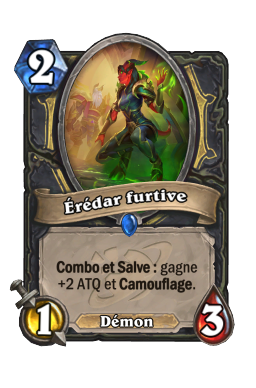 2
Érédar furtive
Combo et Salve : gagne
+2 ATQ et Camouflage.
1
Démon
3